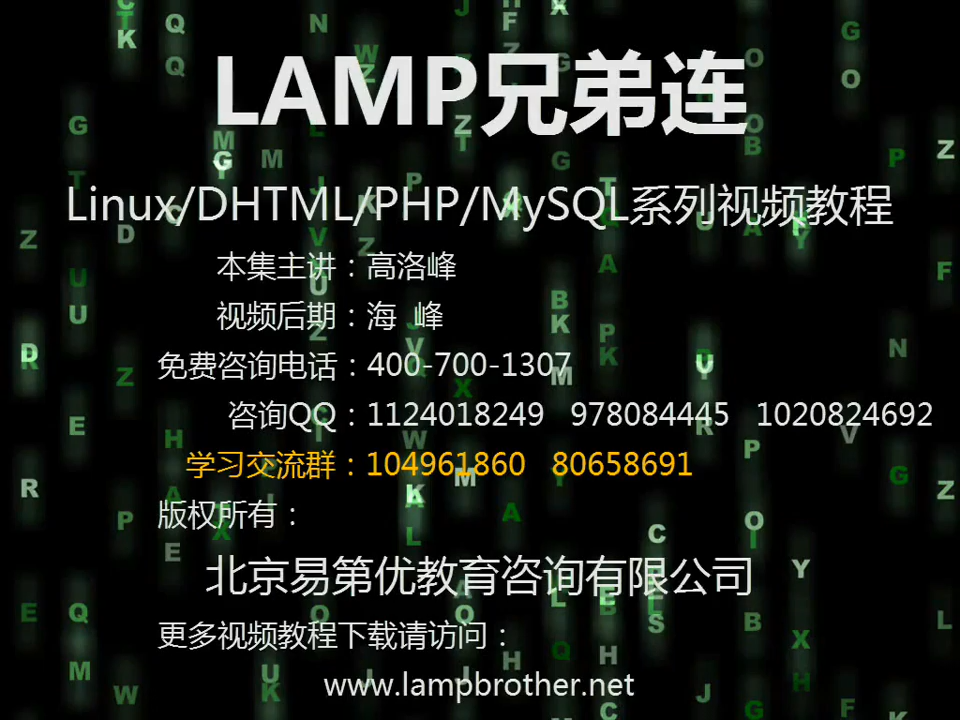 LAMP兄弟连
Linux/DHTML/PHP/MySQL系列视频教程
本集主讲：高洛峰
视频后期：海 峰
免费咨询电话：400-700-1307
咨询QQ：1124018249 978084445 1020824692
学习交流群：104961860 80658691
版权所有：
北京易第优教育咨询有限公司
更多视频教程下载请访问：
www.lampbrother.net